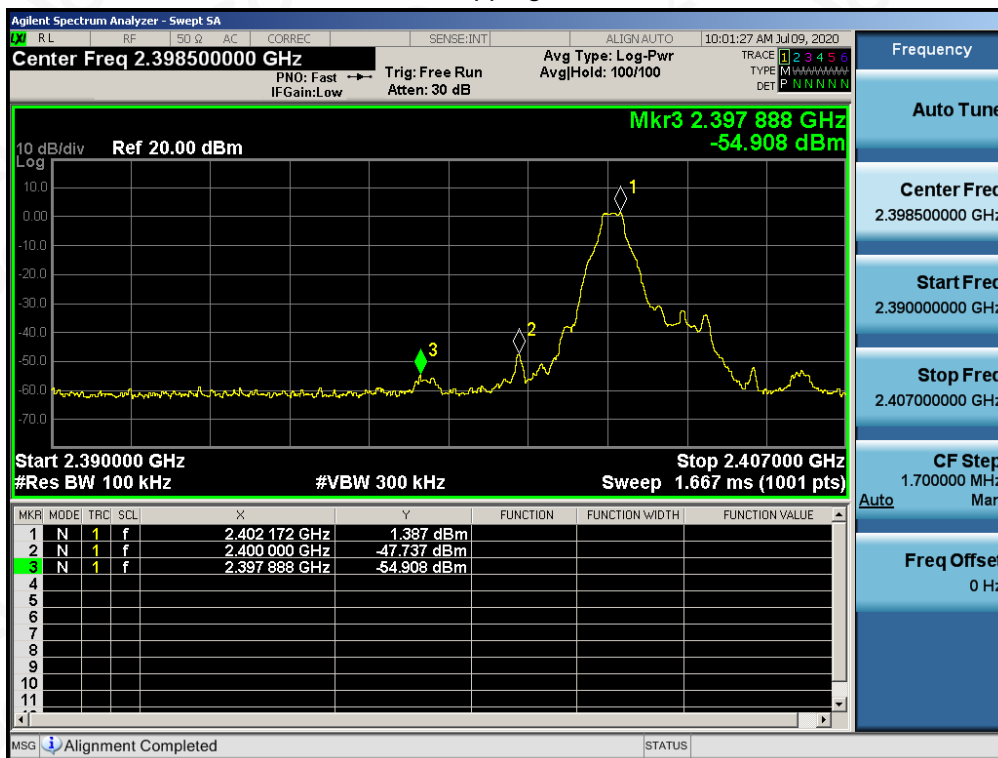 Agilent Spectrum Analyzer - Swept SA
LXI RL RF 50 Ω AC CORREC SENSE:INT ALIGN AUTO 10:01:27 AM Jul 09, 2020
Center Freq 2.398500000 GHz
PNO: Fast
IFGain:Low
Trig: Free Run
Atten: 30 dB
Avg Type: Log-Pwr
Avg|Hold: 100/100
TRACE 1 2 3 4 5 6
TYPE M
DET P N N N N N
Mkr3 2.397 888 GHz
-54.908 dBm
10 dB/div Ref 20.00 dBm
Log
10.0
0.00
-10.0
-20.0
-30.0
-40.0
-50.0
-60.0
-70.0
1
2
3
Start 2.390000 GHz Stop 2.407000 GHz
#Res BW 100 kHz #VBW 300 kHz Sweep 1.667 ms (1001 pts)
MKR MODE TRC SCL X Y FUNCTION FUNCTION WIDTH FUNCTION VALUE
1 N 1 f 2.402 172 GHz 1.387 dBm
2 N 1 f 2.400 000 GHz -47.737 dBm
3 N 1 f 2.397 888 GHz -54.908 dBm
4
5
6
7
8
9
10
11
MSG Alignment Completed STATUS
Frequency
Auto Tune
Center Freq
2.398500000 GHz
Start Freq
2.390000000 GHz
Stop Freq
2.407000000 GHz
CF Step
1.700000 MHz
Auto Man
Freq Offset
0 Hz